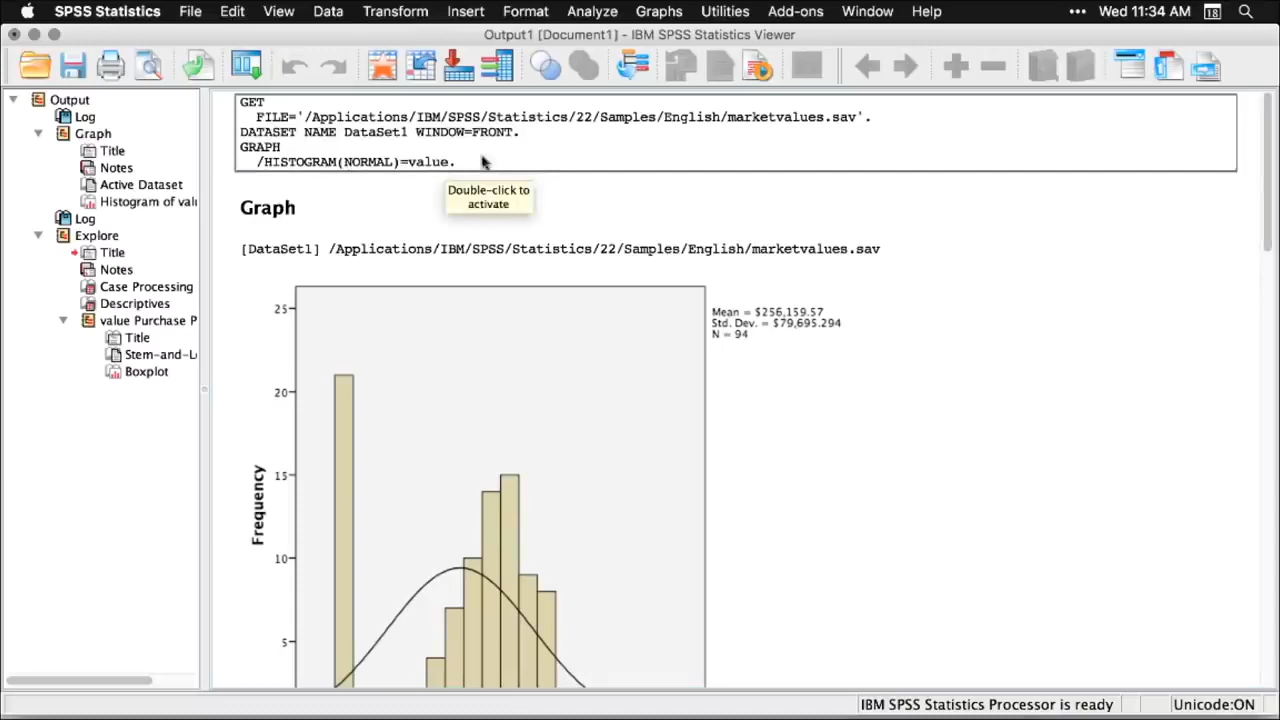 SPSS Statistics File Edit View Data Transform Insert Format Analyze Graphs Utilities Add-ons Window Help ••• Wed 11:34 AM 18
Output1 [Document1] - IBM SPSS Statistics Viewer
Output
Log
Graph
Title
Notes
Active Dataset
Histogram of valu
Log
Explore
Title
Notes
Case Processing
Descriptives
value Purchase P
Title
Stem-and-Le
Boxplot
GET
FILE='/Applications/IBM/SPSS/Statistics/22/Samples/English/marketvalues.sav'.
DATASET NAME DataSet1 WINDOW=FRONT.
GRAPH
/HISTOGRAM(NORMAL)=value.
Double-click to
activate
Graph
[DataSet1] /Applications/IBM/SPSS/Statistics/22/Samples/English/marketvalues.sav
Mean = $256,159.57
Std. Dev. = $79,695.294
N = 94
25
20
15
10
5
Frequency
IBM SPSS Statistics Processor is ready
Unicode:ON